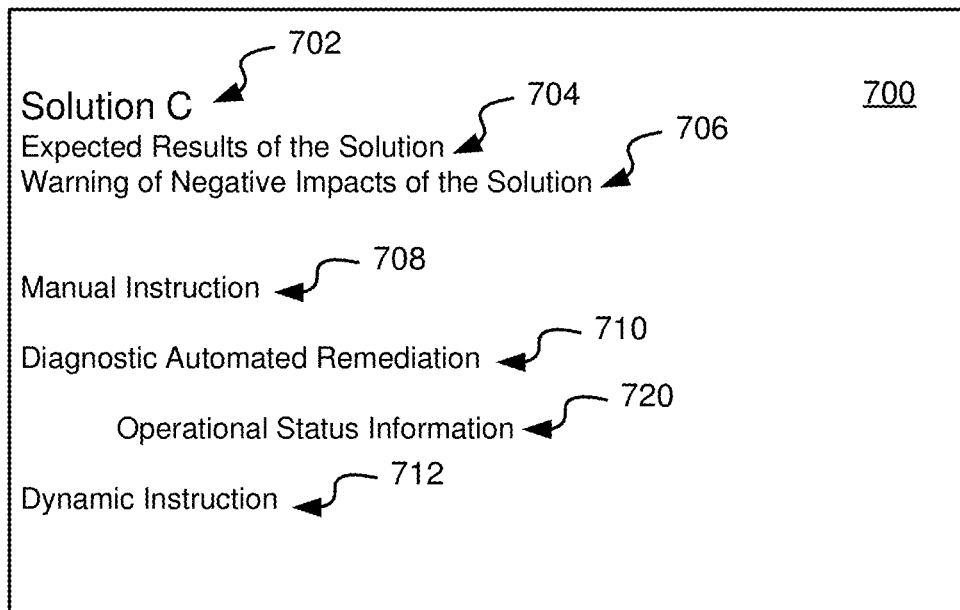 702
Solution C
700
704
Expected Results of the Solution
706
Warning of Negative Impacts of the Solution
708
Manual Instruction
710
Diagnostic Automated Remediation
720
Operational Status Information
712
Dynamic Instruction